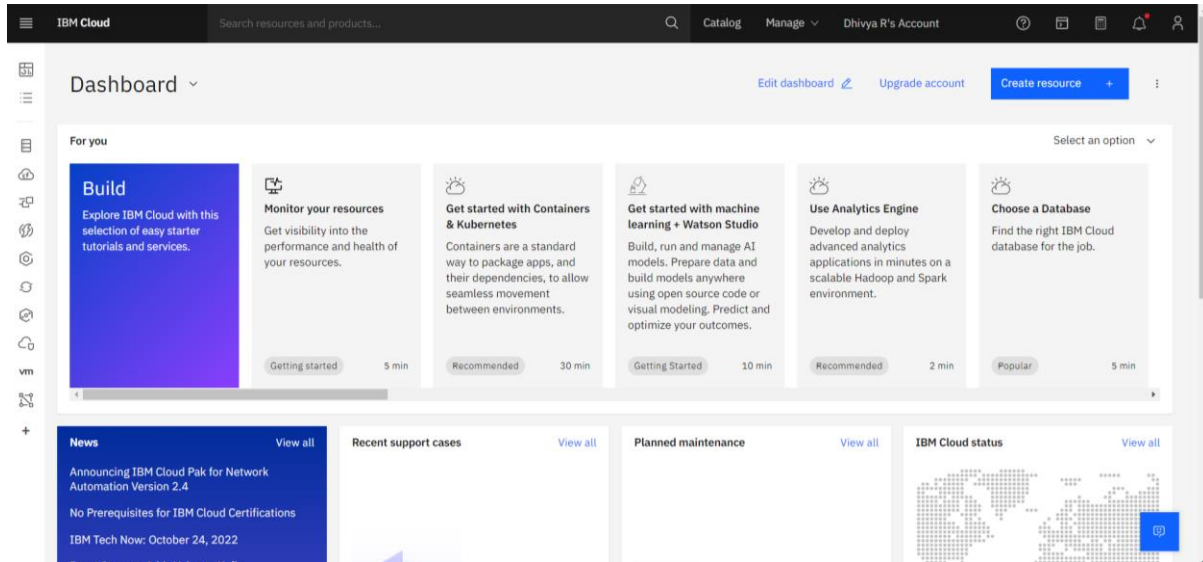 IBM Cloud
Search resources and products...
Catalog
Manage
Dhivya R's Account
Dashboard
Edit dashboard
Upgrade account
Create resource +
For you
Select an option
Build
Explore IBM Cloud with this
selection of easy starter
tutorials and services.
Monitor your resources
Get visibility into the
performance and health of
your resources.
Getting started
5 min
Get started with Containers
& Kubernetes
Containers are a standard
way to package apps, and
their dependencies, to allow
seamless movement
between environments.
Recommended
30 min
Get started with machine
learning + Watson Studio
Build, run and manage AI
models. Prepare data and
build models anywhere
using open source code or
visual modeling. Predict and
optimize your outcomes.
Getting Started
10 min
Use Analytics Engine
Develop and deploy
advanced analytics
applications in minutes on a
scalable Hadoop and Spark
environment.
Recommended
2 min
Choose a Database
Find the right IBM Cloud
database for the job.
Popular
5 min
vm
+
News
View all
Announcing IBM Cloud Pak for Network
Automation Version 2.4
No Prerequisites for IBM Cloud Certifications
IBM Tech Now: October 24, 2022
Recent support cases
View all
Planned maintenance
View all
IBM Cloud status
View all